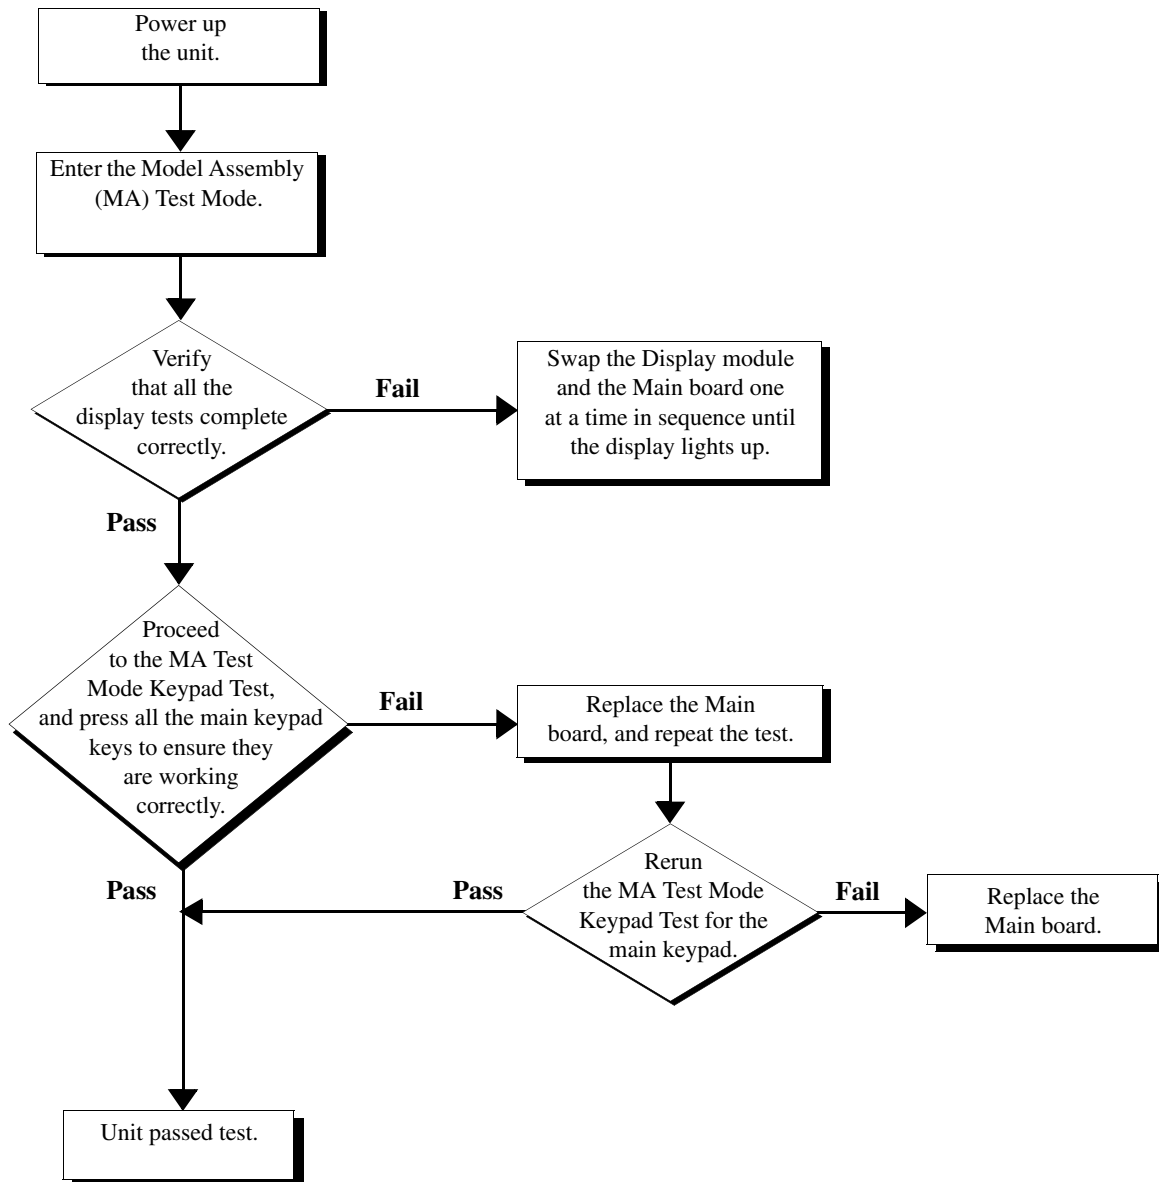 Power up
the unit.
Enter the Model Assembly
(MA) Test Mode.
Verify
that all the
display tests complete
correctly.
Fail
Swap the Display module
and the Main board one
at a time in sequence until
the display lights up.
Pass
Proceed
to the MA Test
Mode Keypad Test,
and press all the main keypad
keys to ensure they
are working
correctly.
Fail
Replace the Main
board, and repeat the test.
Pass
Pass
Rerun
the MA Test Mode
Keypad Test for the
main keypad.
Fail
Replace the
Main board.
Unit passed test.